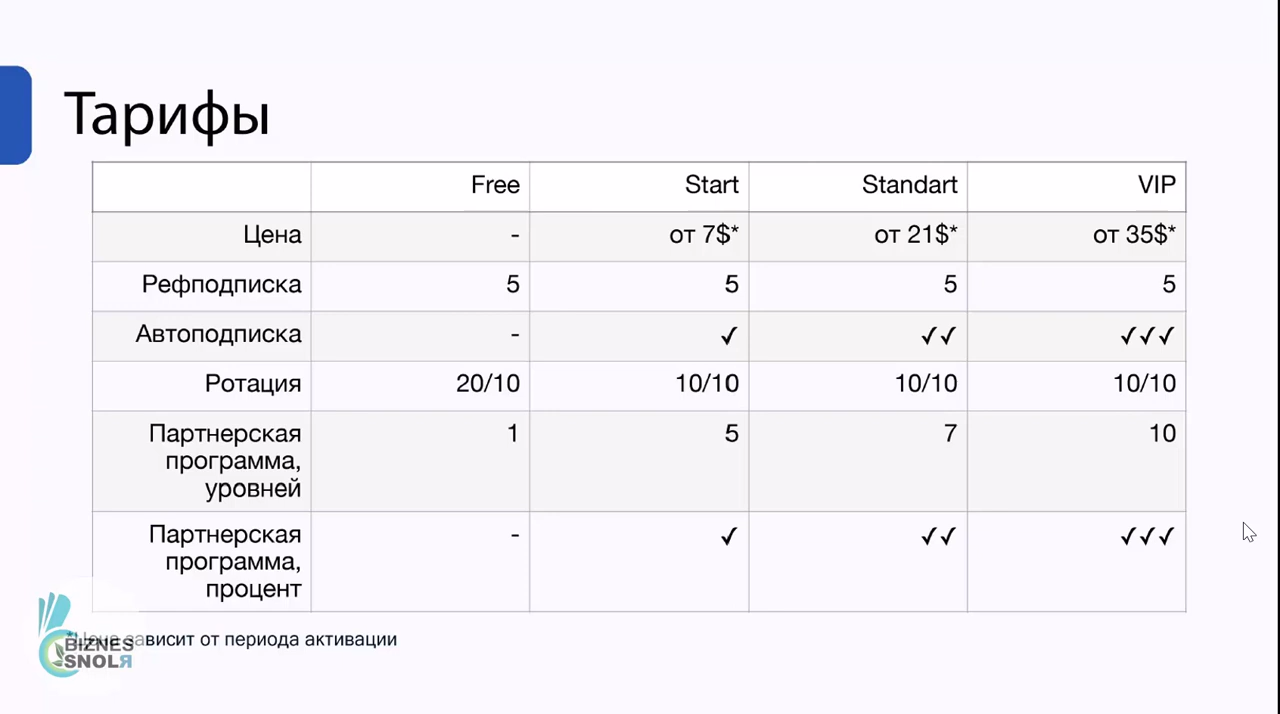 Тарифы
Free Start Standart VIP
Цена - от 7$* от 21$* от 35$*
Рефподписка 5 5 5 5
Автоподписка - ✓ ✓✓ ✓✓✓
Ротация 20/10 10/10 10/10 10/10
Партнерская 1 5 7 10
программа,
уровней
Партнерская - ✓ ✓✓ ✓✓✓
программа,
процент
*Цена зависит от периода активации
BIZNES
SNOLЯ